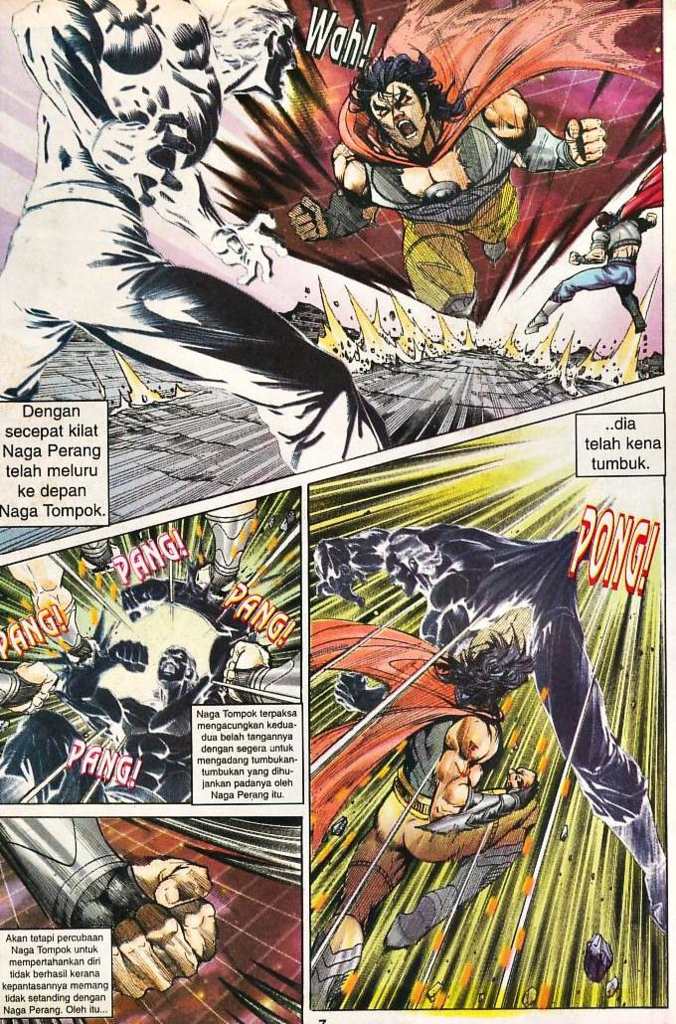 Wah!
Dengan
secepat kilat
Naga Perang
telah meluru
ke depan
Naga Tompok.
PANG!
PANG!
PANG!
PANG!
Naga Tompok terpaksa
mengacungkan kedua-
dua belah tangannya
dengan segera untuk
mengadang tumbukan-
tumbukan yang dihu-
jankan padanya oleh
Naga Perang itu.
Akan tetapi percubaan
Naga Tompok untuk
mempertahankan diri
tidak berhasil kerana
kepantasannya memang
tidak setanding dengan
Naga Perang. Oleh itu...
..dia
telah kena
tumbuk.
PONG!
7